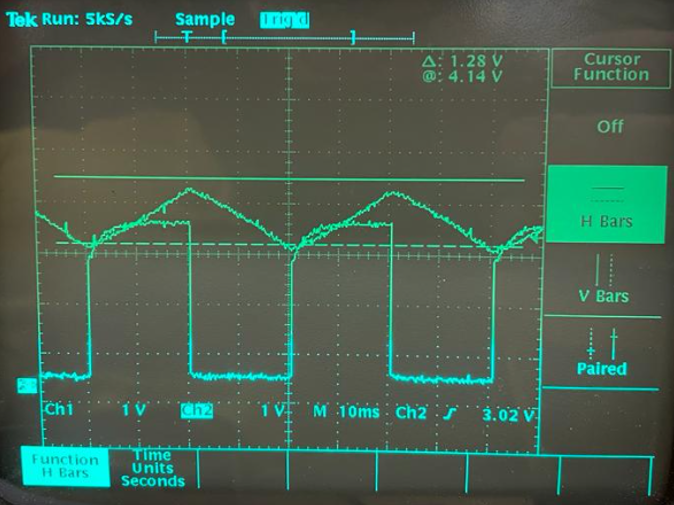 Tek Run: 5kS/s Sample Trig'd
T
Δ: 1.28 V
@: 4.14 V
Cursor
Function
Off
H Bars
V Bars
Paired
Ch1 1 V Ch2 1 V M 10ms Ch2 3.02 V
Function
H Bars
Time
Units
Seconds